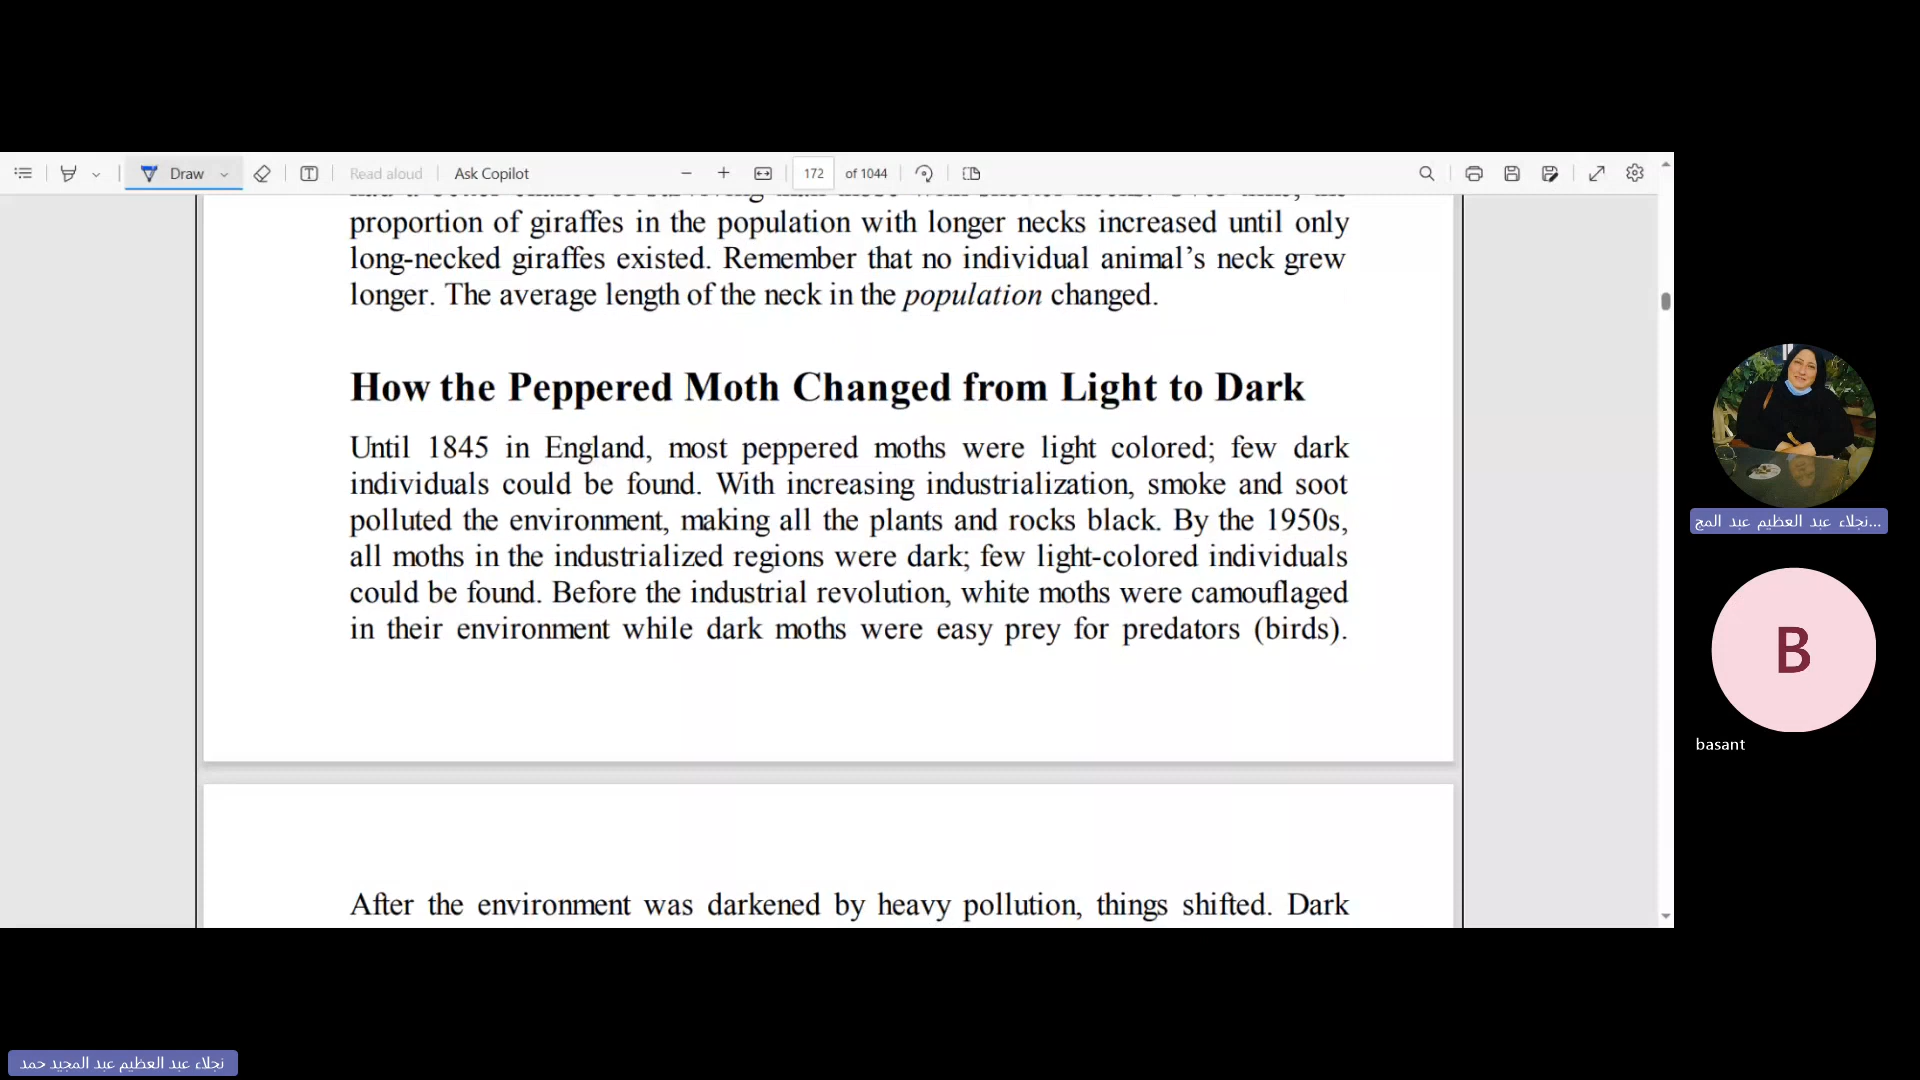 Draw
Read aloud
Ask Copilot
172
of 1044
proportion of giraffes in the population with longer necks increased until only
long-necked giraffes existed. Remember that no individual animal’s neck grew
longer. The average length of the neck in the population changed.
How the Peppered Moth Changed from Light to Dark
Until 1845 in England, most peppered moths were light colored; few dark
individuals could be found. With increasing industrialization, smoke and soot
polluted the environment, making all the plants and rocks black. By the 1950s,
all moths in the industrialized regions were dark; few light-colored individuals
could be found. Before the industrial revolution, white moths were camouflaged
in their environment while dark moths were easy prey for predators (birds).
After the environment was darkened by heavy pollution, things shifted. Dark
نجلاء عبد العظيم عبد المج...
B
basant
نجلاء عبد العظيم عبد المجيد حمد